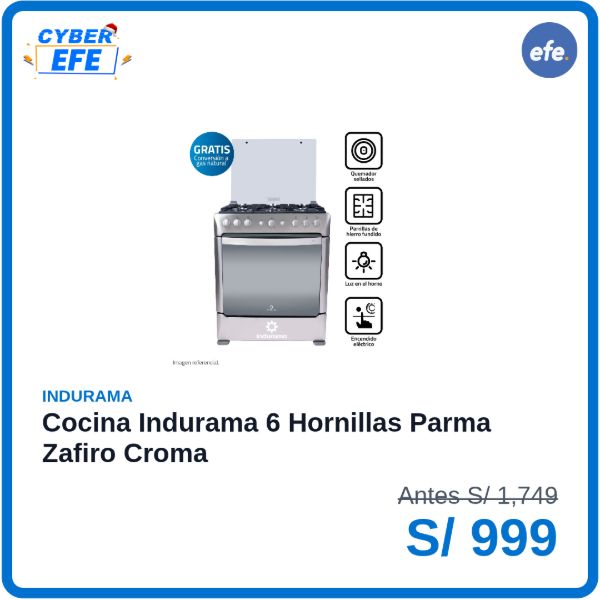 CYBER
EFE
efe.
GRATIS
Conversión a
gas natural
Quemador
sellados
Parrillas de
hierro fundido
Luz en el horno
Encendido
eléctrico
indurama
Imagen referencial.
INDURAMA
Cocina Indurama 6 Hornillas Parma
Zafiro Croma
Antes S/ 1,749
S/ 999